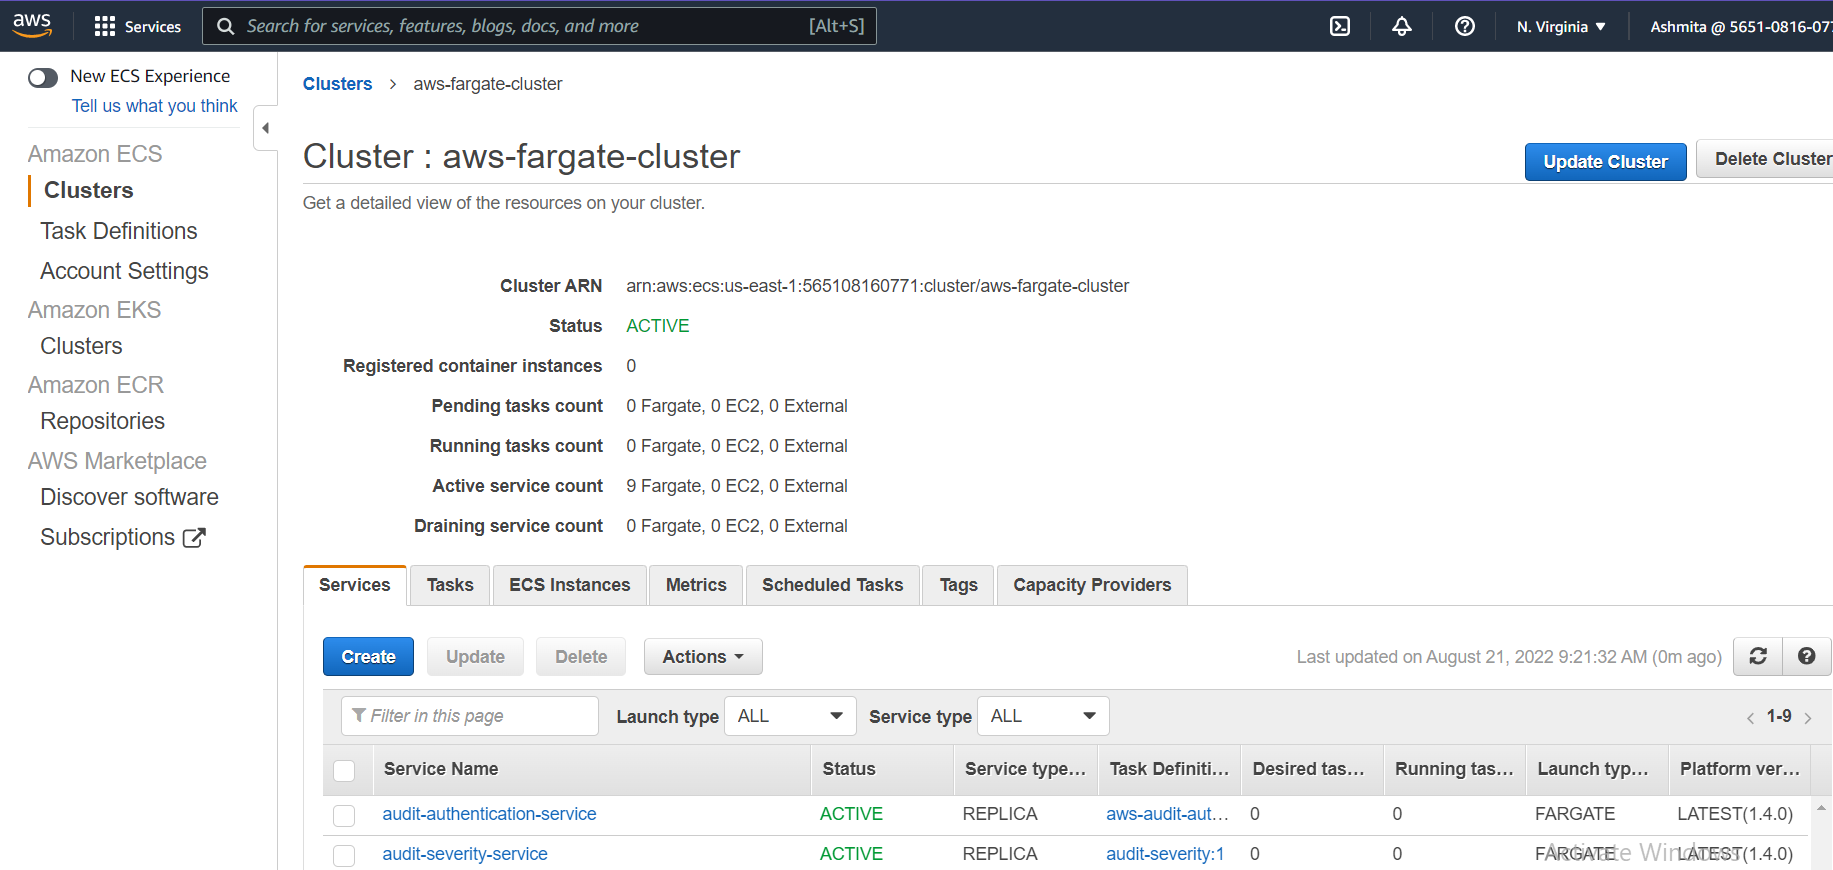 aws
Services
Search for services, features, blogs, docs, and more
[Alt+S]
N. Virginia
Ashmita @ 5651-0816-077
New ECS Experience
Tell us what you think
Amazon ECS
Clusters
Task Definitions
Account Settings
Amazon EKS
Clusters
Amazon ECR
Repositories
AWS Marketplace
Discover software
Subscriptions
Clusters > aws-fargate-cluster
Cluster : aws-fargate-cluster
Update Cluster
Delete Cluster
Get a detailed view of the resources on your cluster.
Cluster ARN arn:aws:ecs:us-east-1:565108160771:cluster/aws-fargate-cluster
Status ACTIVE
Registered container instances 0
Pending tasks count 0 Fargate, 0 EC2, 0 External
Running tasks count 0 Fargate, 0 EC2, 0 External
Active service count 9 Fargate, 0 EC2, 0 External
Draining service count 0 Fargate, 0 EC2, 0 External
Services Tasks ECS Instances Metrics Scheduled Tasks Tags Capacity Providers
Create Update Delete Actions
Last updated on August 21, 2022 9:21:32 AM (0m ago)
Filter in this page Launch type ALL Service type ALL < 1-9 >
Service Name Status Service type... Task Definiti... Desired tas... Running tas... Launch typ... Platform ver...
audit-authentication-service ACTIVE REPLICA aws-audit-aut... 0 0 FARGATE LATEST(1.4.0)
audit-severity-service ACTIVE REPLICA audit-severity:1 0 0 FARGATE LATEST(1.4.0)
Activate Windows